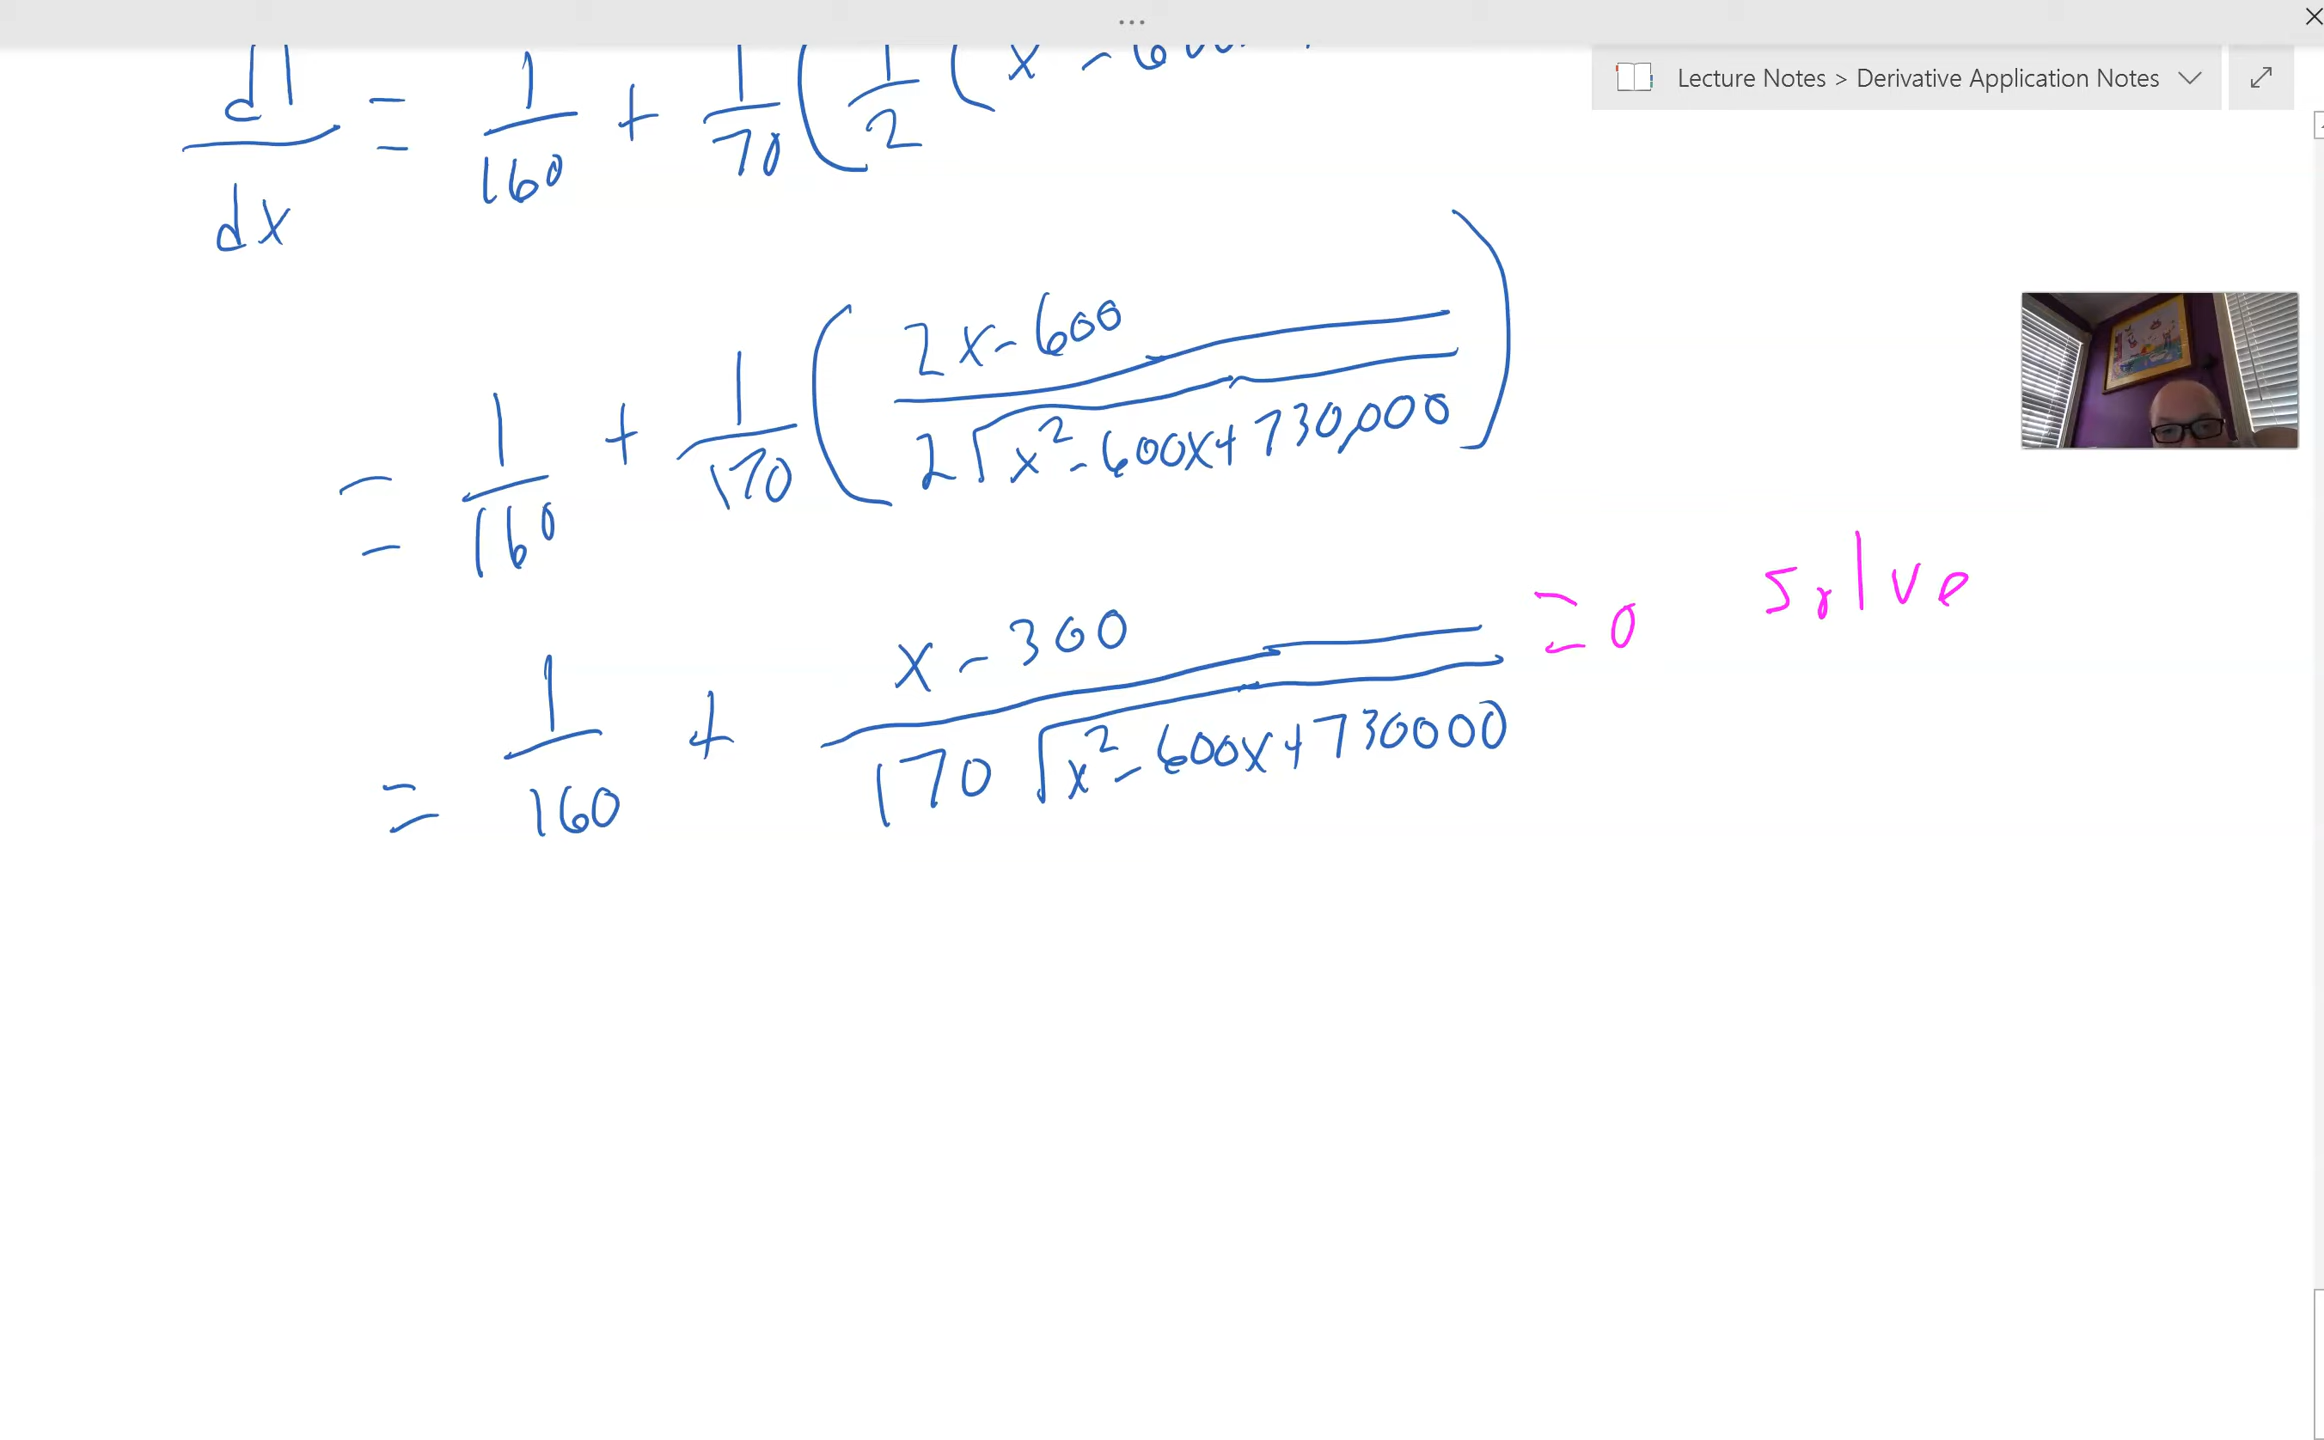 ...
Lecture Notes > Derivative Application Notes
dT/dx = 1/160 + 1/70 ( 1/2 ( x - 600
= 1/160 + 1/170 ( 2x-600 / 2√x²-600x+730,000 )
= 1/160 + x-300 / 170√x²-600x+730000 = 0 solve